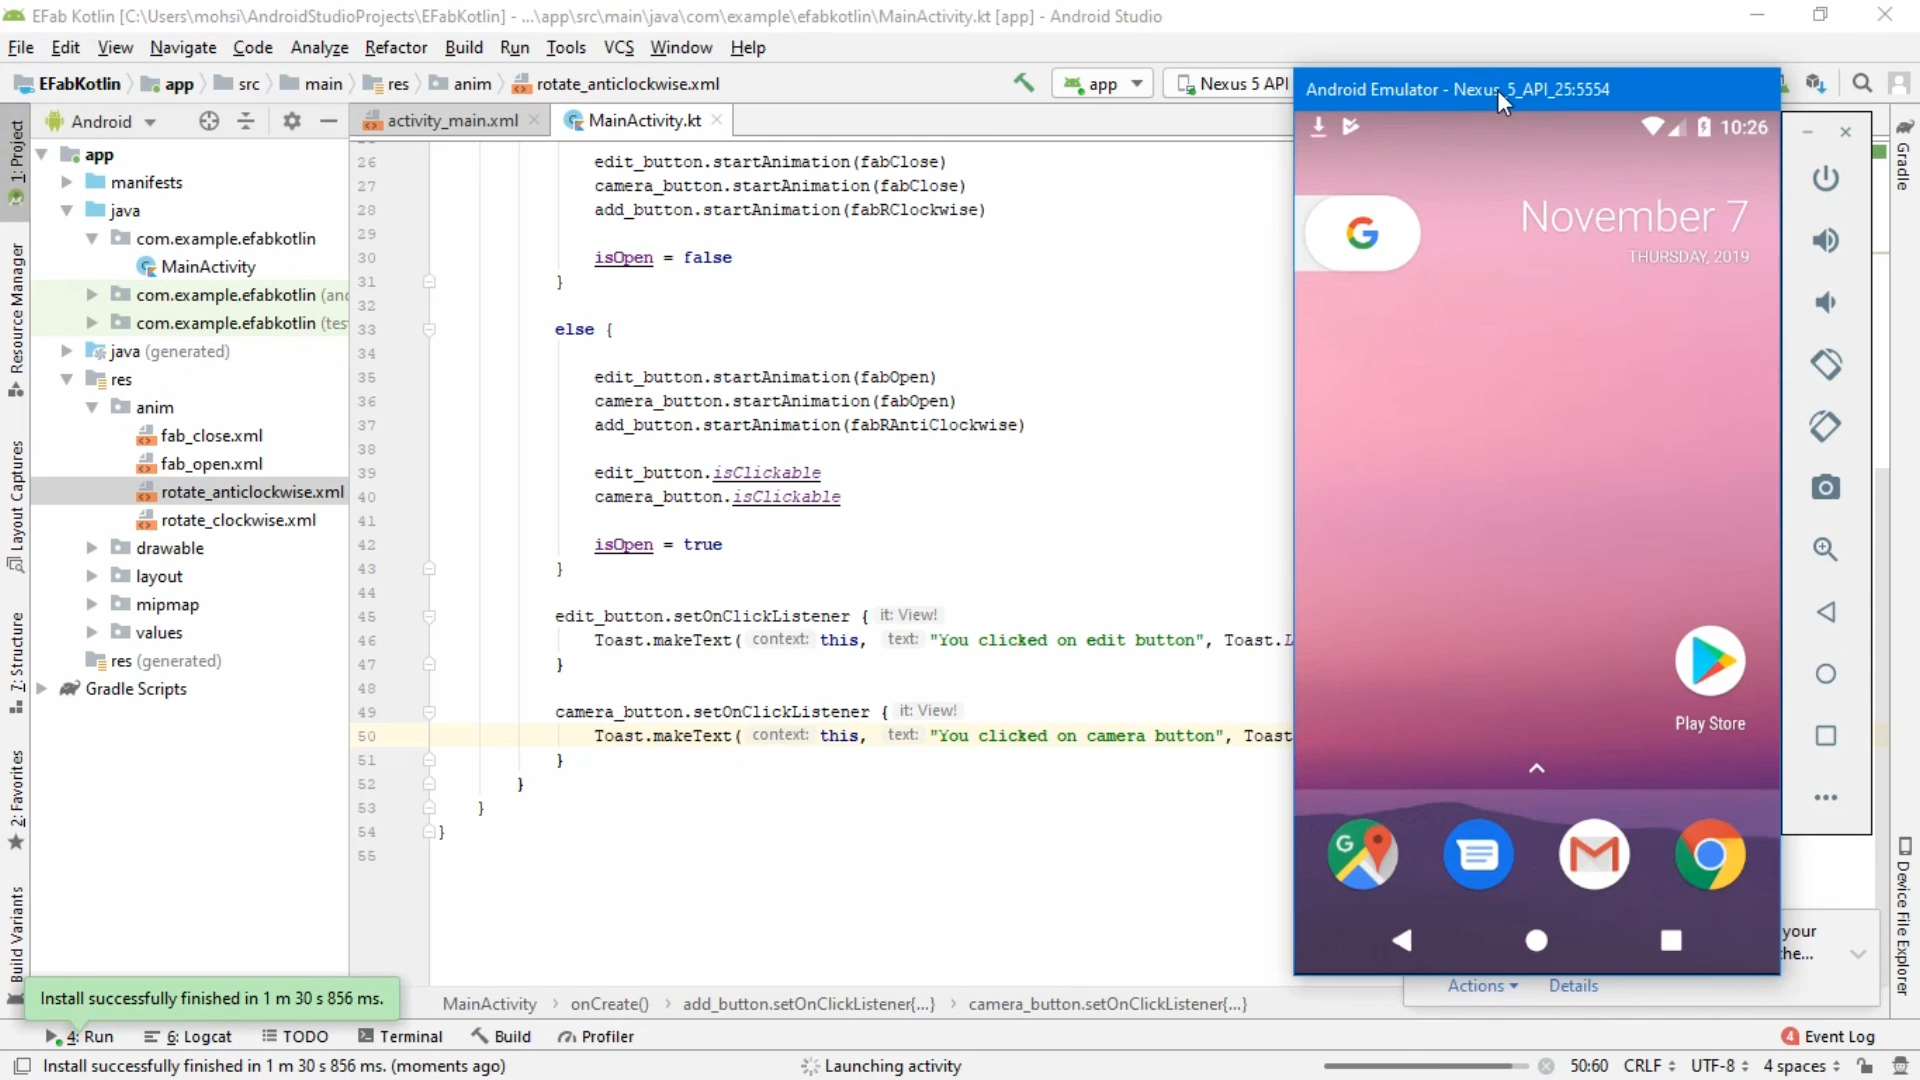 EFab Kotlin [C:\Users\mohsi\AndroidStudioProjects\EFabKotlin] - ...\app\src\main\java\com\example\efabkotlin\MainActivity.kt [app] - Android Studio
File Edit View Navigate Code Analyze Refactor Build Run Tools VCS Window Help
EFabKotlin app src main res anim rotate_anticlockwise.xml app Nexus 5 API
Android
activity_main.xml MainActivity.kt
1: Project
Resource Manager
Layout Captures
7: Structure
2: Favorites
Build Variants
app
manifests
java
com.example.efabkotlin
MainActivity
com.example.efabkotlin (and
com.example.efabkotlin (tes
java (generated)
res
anim
fab_close.xml
fab_open.xml
rotate_anticlockwise.xml
rotate_clockwise.xml
drawable
layout
mipmap
values
res (generated)
Gradle Scripts
26 edit_button.startAnimation(fabClose)
27 camera_button.startAnimation(fabClose)
28 add_button.startAnimation(fabRClockwise)
29
30 isOpen = false
31 }
32
33 else {
34
35 edit_button.startAnimation(fabOpen)
36 camera_button.startAnimation(fabOpen)
37 add_button.startAnimation(fabRAntiClockwise)
38
39 edit_button.isClickable
40 camera_button.isClickable
41
42 isOpen = true
43 }
44
45 edit_button.setOnClickListener { it: View!
46 Toast.makeText( context: this, text: "You clicked on edit button", Toast.L
47 }
48
49 camera_button.setOnClickListener { it: View!
50 Toast.makeText( context: this, text: "You clicked on camera button", Toast
51 }
52 }
53 }
54 }
55
Android Emulator - Nexus_5_API_25:5554
10:26
G
November 7
THURSDAY, 2019
Play Store
G
Gradle
Device File Explorer
your
he...
Actions Details
Install successfully finished in 1 m 30 s 856 ms.
MainActivity onCreate() add_button.setOnClickListener{...} camera_button.setOnClickListener{...}
4: Run 6: Logcat TODO Terminal Build Profiler 4 Event Log
Install successfully finished in 1 m 30 s 856 ms. (moments ago) Launching activity 50:60 CRLF UTF-8 4 spaces